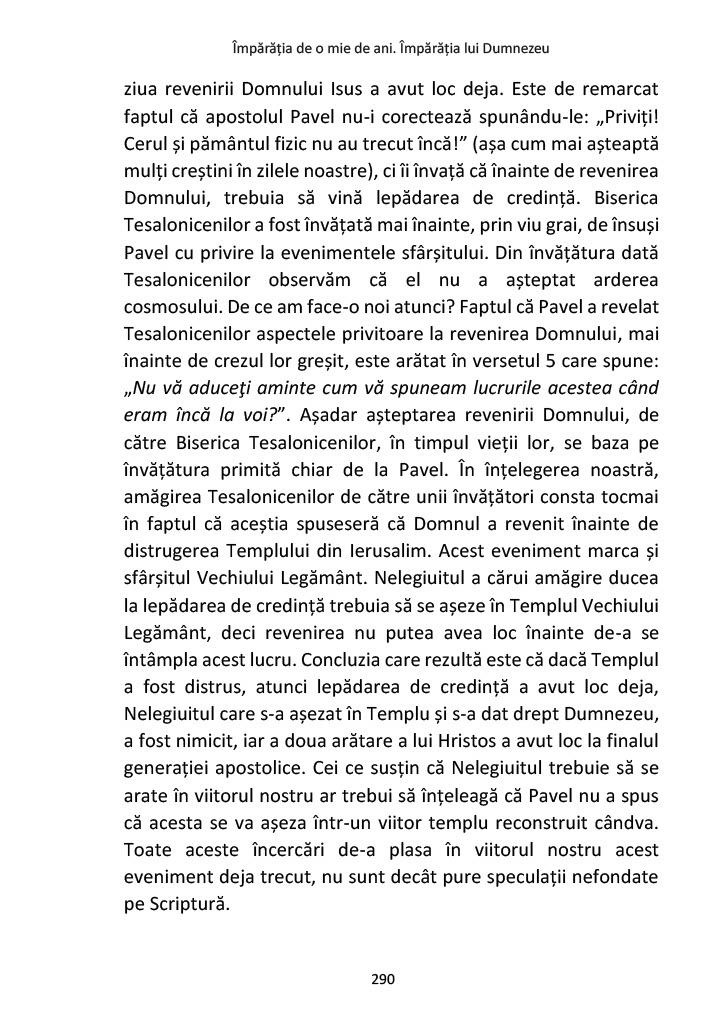 Împărăția de o mie de ani. Împărăția lui Dumnezeu
ziua revenirii Domnului Isus a avut loc deja. Este de remarcat
faptul că apostolul Pavel nu-i corectează spunându-le: „Priviți!
Cerul și pământul fizic nu au trecut încă!” (așa cum mai așteaptă
mulți creștini în zilele noastre), ci îi învață că înainte de revenirea
Domnului, trebuia să vină lepădarea de credință. Biserica
Tesalonicenilor a fost învățată mai înainte, prin viu grai, de însuși
Pavel cu privire la evenimentele sfârșitului. Din învățătura dată
Tesalonicenilor observăm că el nu a așteptat arderea
cosmosului. De ce am face-o noi atunci? Faptul că Pavel a revelat
Tesalonicenilor aspectele privitoare la revenirea Domnului, mai
înainte de crezul lor greșit, este arătat în versetul 5 care spune:
„Nu vă aduceţi aminte cum vă spuneam lucrurile acestea când
eram încă la voi?”. Așadar așteptarea revenirii Domnului, de
către Biserica Tesalonicenilor, în timpul vieții lor, se baza pe
învățătura primită chiar de la Pavel. În înțelegerea noastră,
amăgirea Tesalonicenilor de către unii învățători consta tocmai
în faptul că aceștia spuseseră că Domnul a revenit înainte de
distrugerea Templului din Ierusalim. Acest eveniment marca și
sfârșitul Vechiului Legământ. Nelegiuitul a cărui amăgire ducea
la lepădarea de credință trebuia să se așeze în Templul Vechiului
Legământ, deci revenirea nu putea avea loc înainte de-a se
întâmpla acest lucru. Concluzia care rezultă este că dacă Templul
a fost distrus, atunci lepădarea de credință a avut loc deja,
Nelegiuitul care s-a așezat în Templu și s-a dat drept Dumnezeu,
a fost nimicit, iar a doua arătare a lui Hristos a avut loc la finalul
generației apostolice. Cei ce susțin că Nelegiuitul trebuie să se
arate în viitorul nostru ar trebui să înțeleagă că Pavel nu a spus
că acesta se va așeza într-un viitor templu reconstruit cândva.
Toate aceste încercări de-a plasa în viitorul nostru acest
eveniment deja trecut, nu sunt decât pure speculații nefondate
pe Scriptură.
290